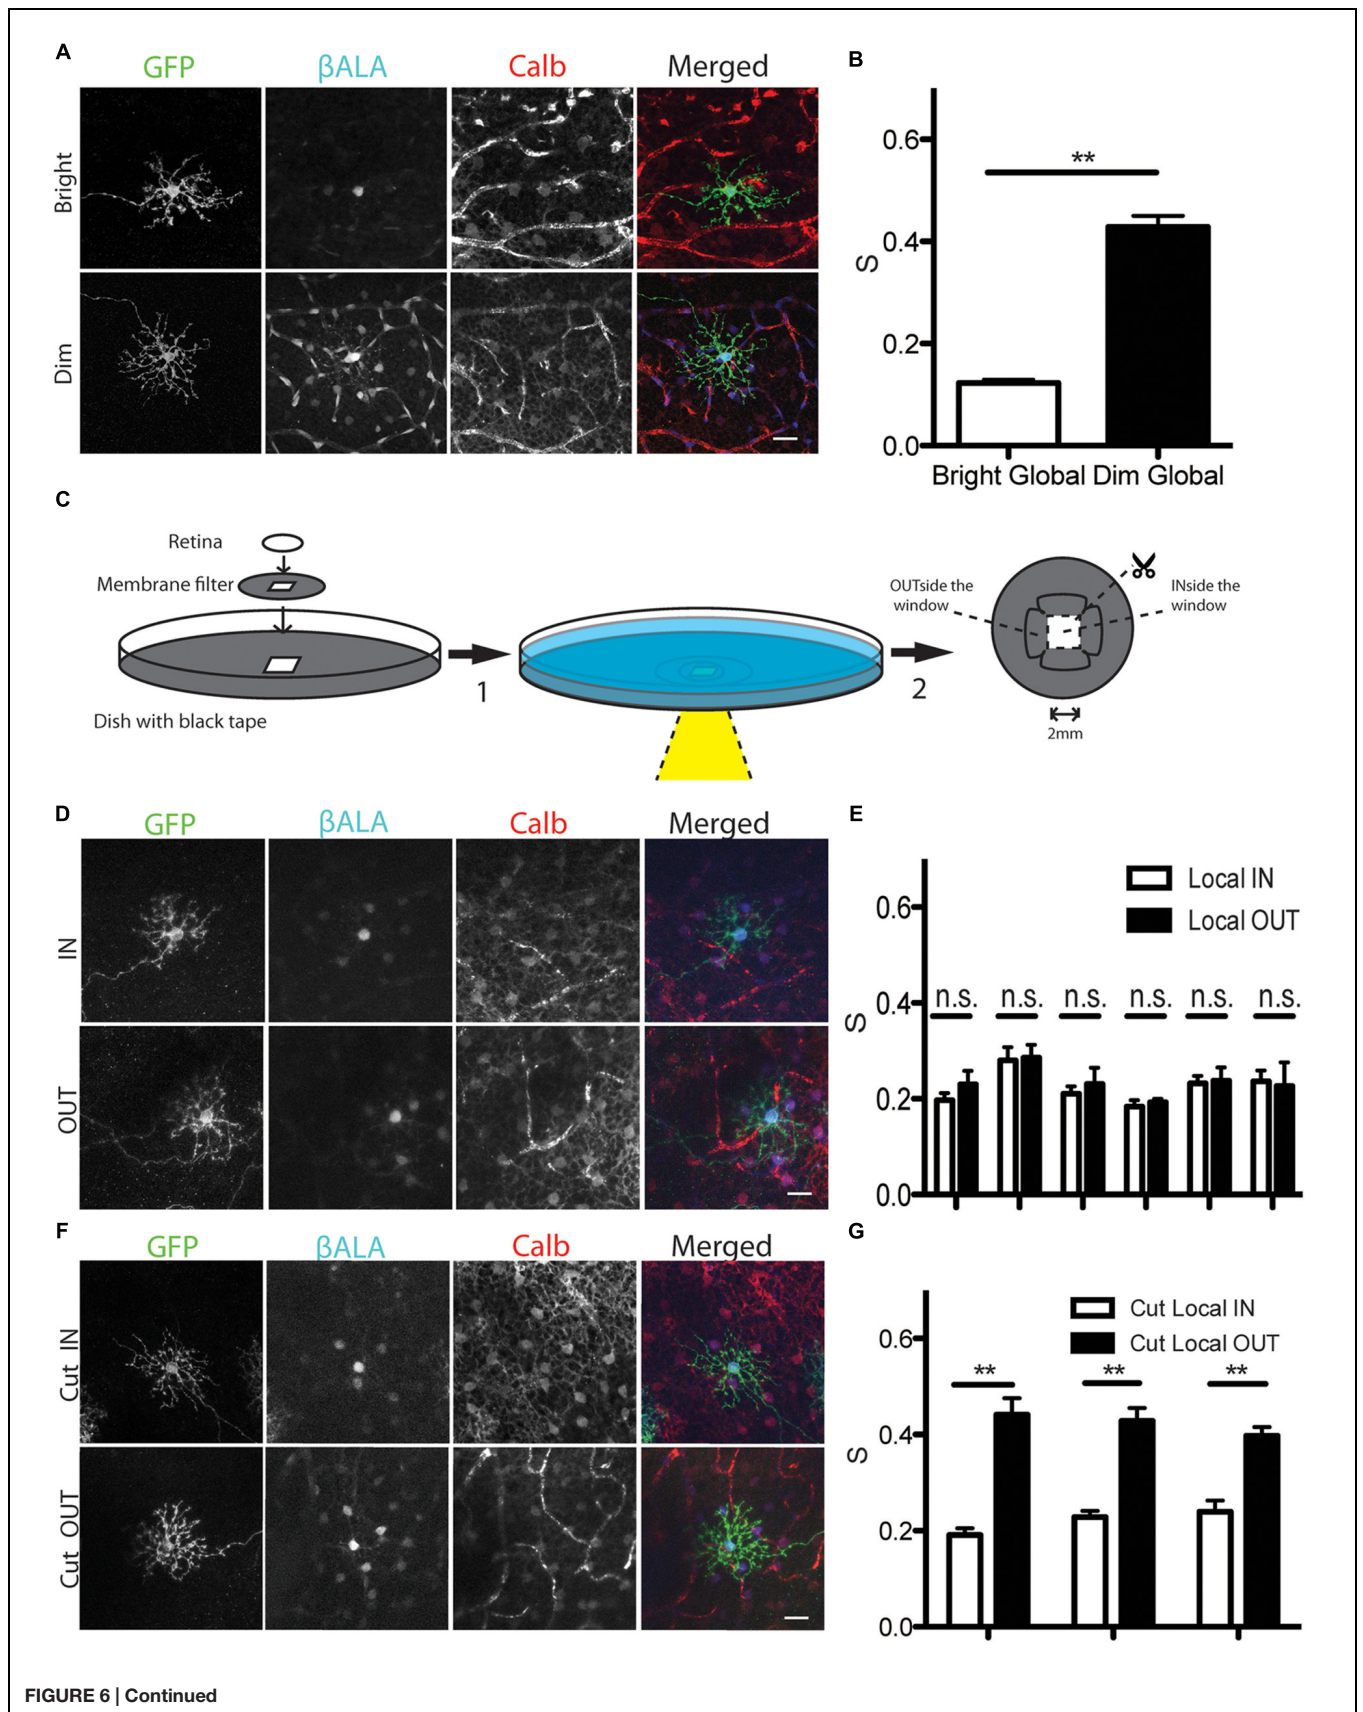 A
GFP
βALA
Calb
Merged
Bright
Dim
B
0.6
0.4
0.2
0.0
S
**
Bright Global
Dim Global
C
Retina
Membrane filter
Dish with black tape
1
2
OUTside the
window
INside the
window
2mm
D
GFP
βALA
Calb
Merged
IN
OUT
E
Local IN
Local OUT
0.6
0.4
0.2
0.0
S
n.s.
n.s.
n.s.
n.s.
n.s.
n.s.
F
GFP
βALA
Calb
Merged
Cut IN
Cut OUT
G
Cut Local IN
Cut Local OUT
0.6
0.4
0.2
0.0
S
**
**
**
FIGURE 6 | Continued